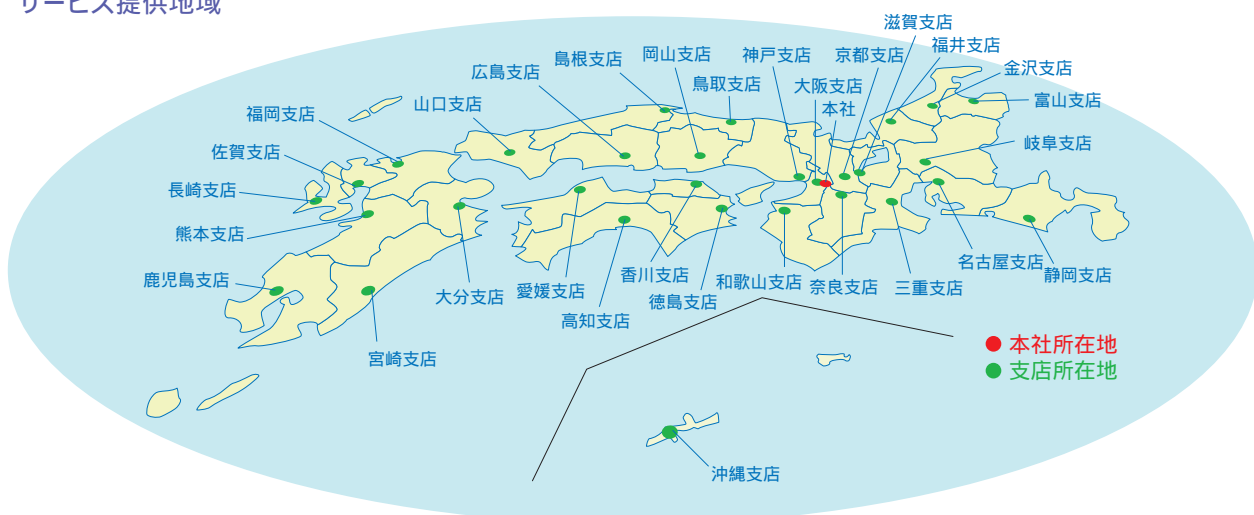 サービス提供地域
滋賀支店
福井支店
金沢支店
富山支店
岐阜支店
京都支店
神戸支店
大阪支店
本社
岡山支店
鳥取支店
島根支店
広島支店
山口支店
福岡支店
佐賀支店
長崎支店
熊本支店
鹿児島支店
宮崎支店
大分支店
愛媛支店
高知支店
香川支店
徳島支店
和歌山支店
奈良支店
三重支店
名古屋支店
静岡支店
本社所在地
支店所在地
沖縄支店